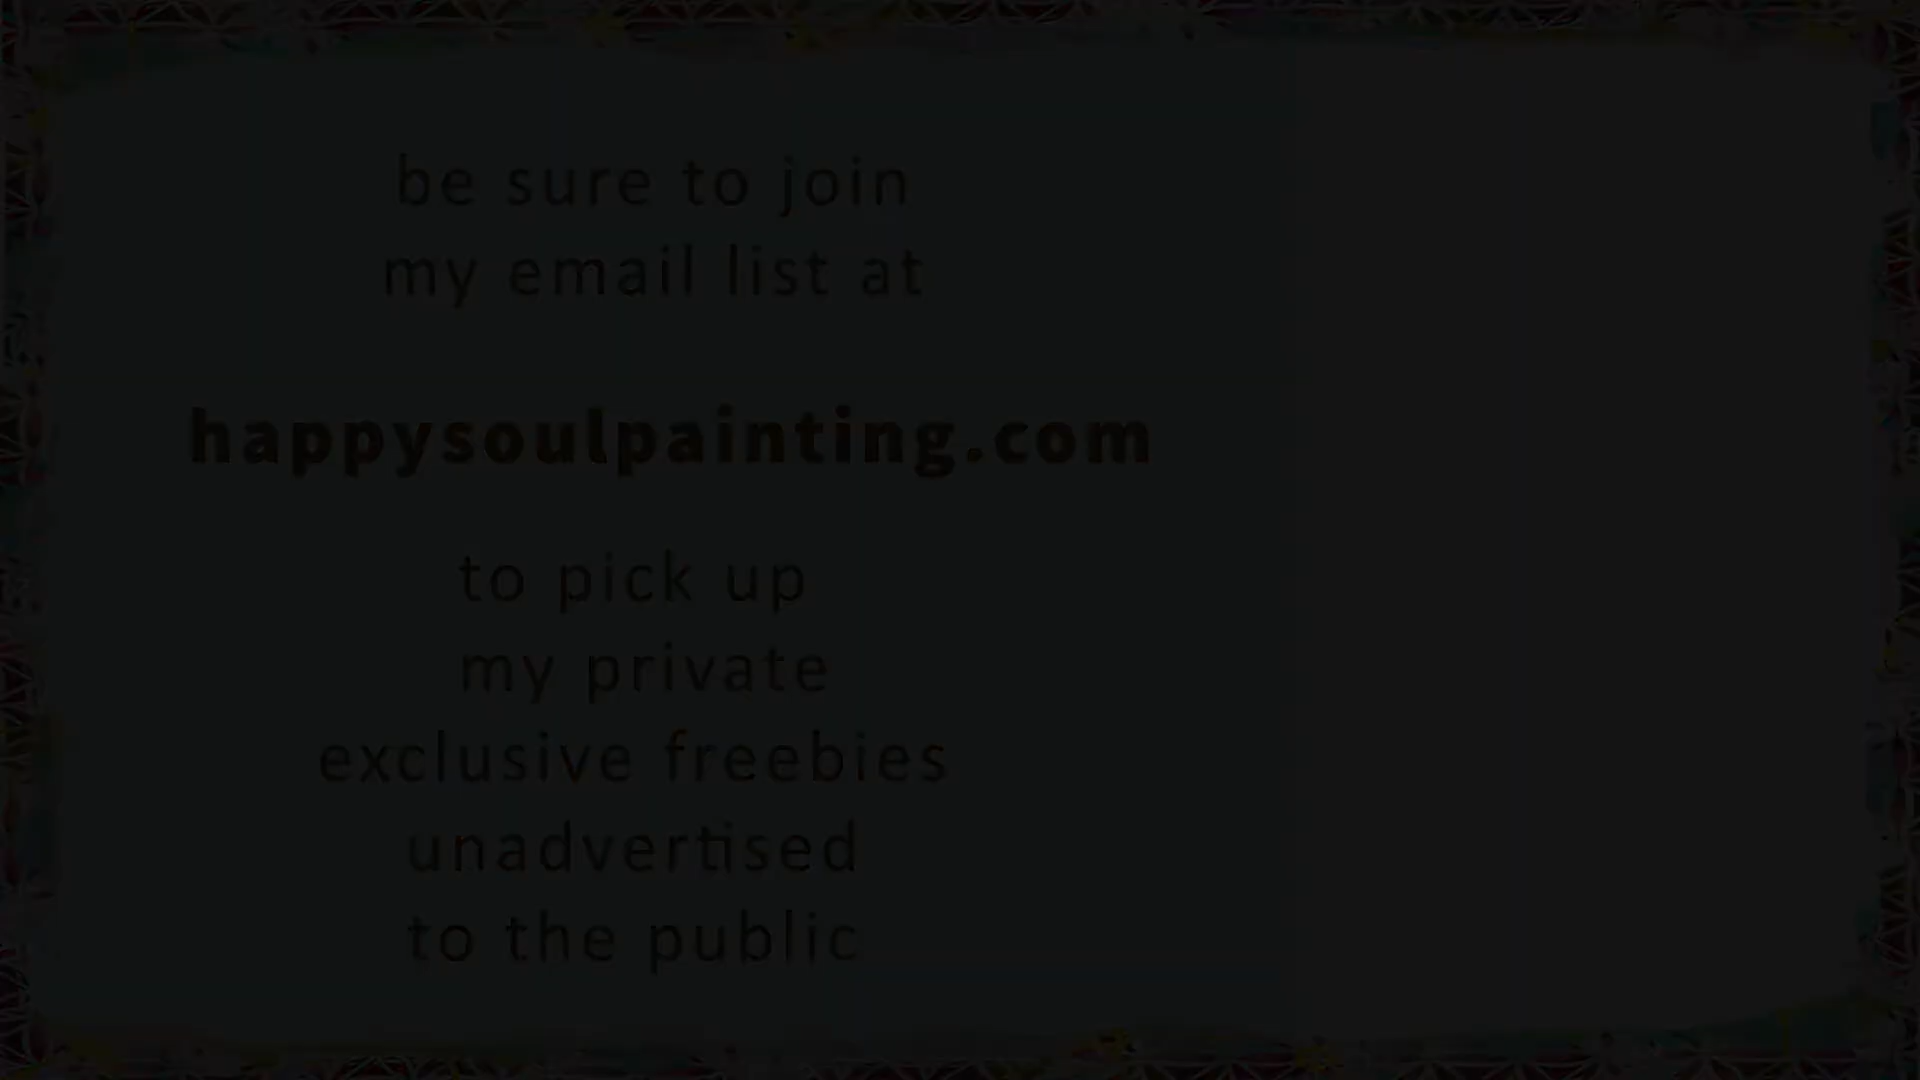 be sure to join
my email list at
happysoulpainting.com
to pick up
my private
exclusive freebies
unadvertised
to the public